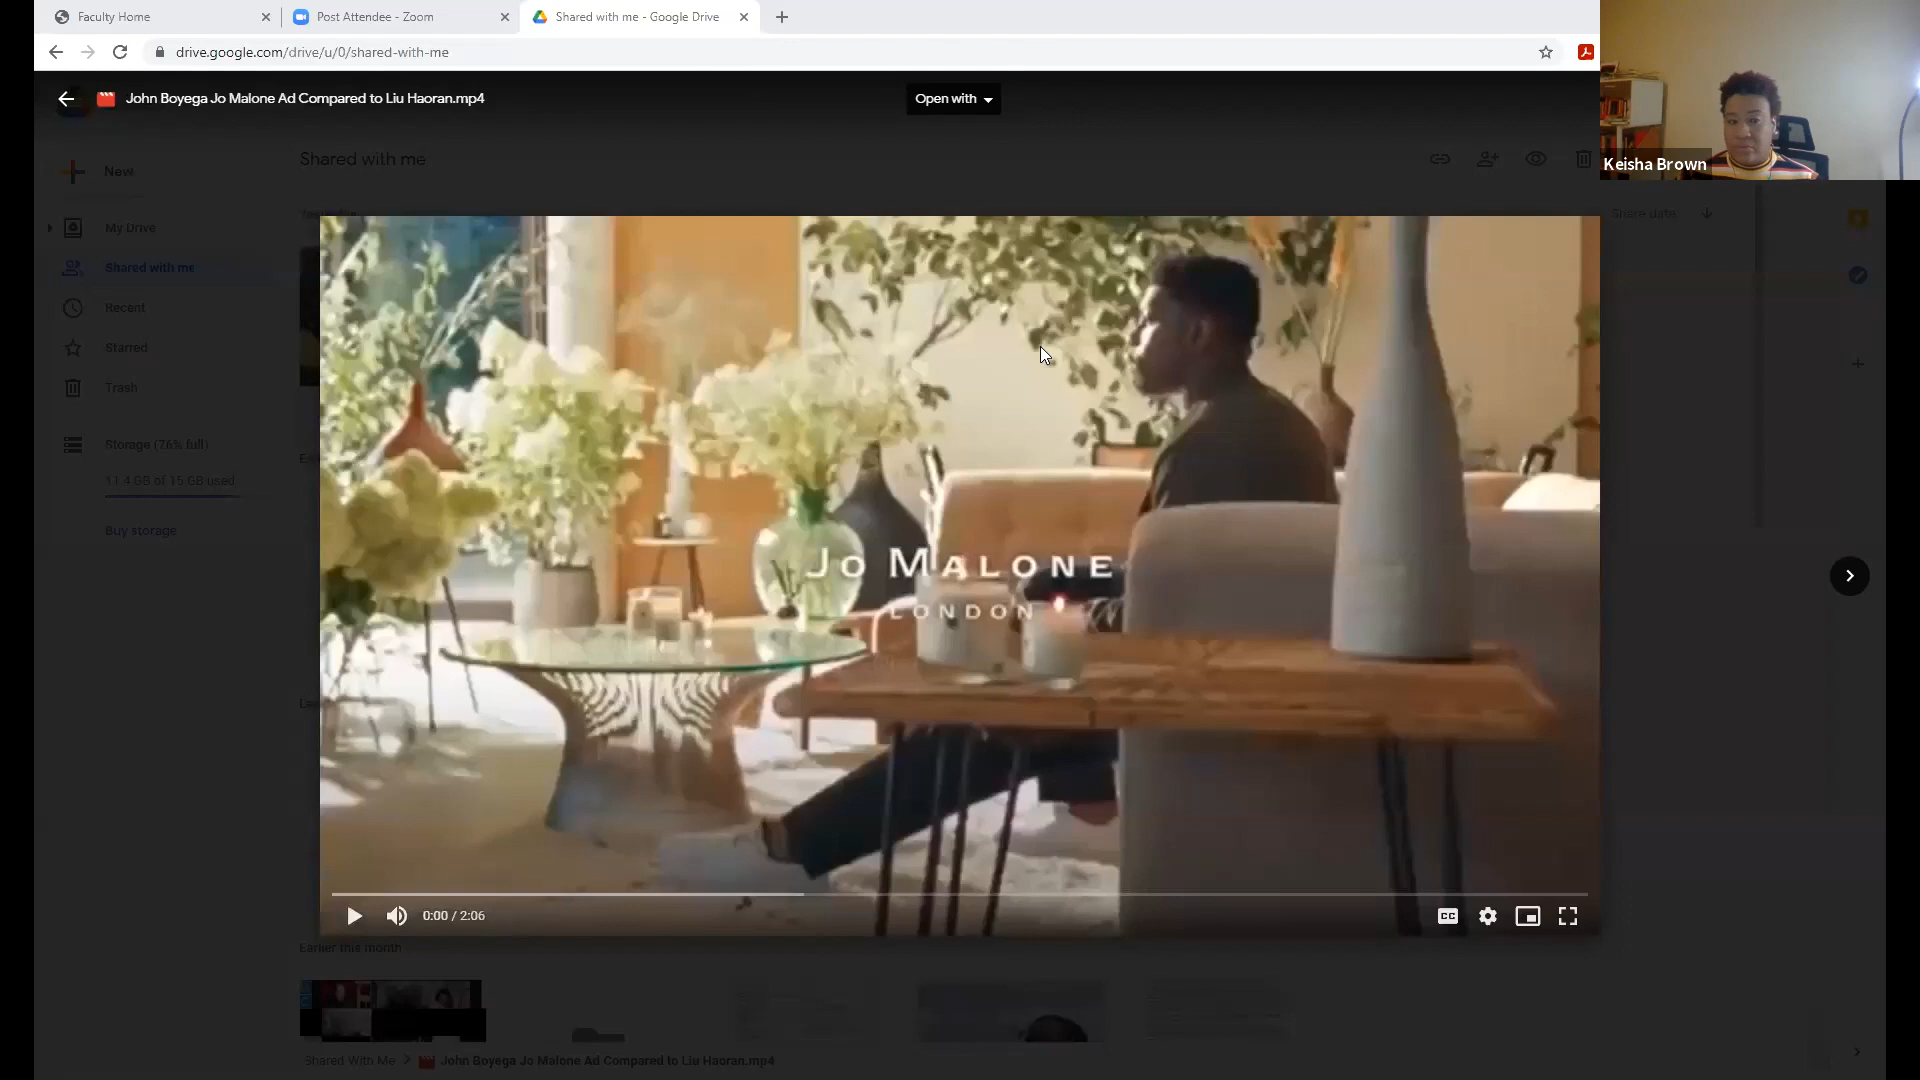 Faculty Home
Post Attendee - Zoom
Shared with me - Google Drive
drive.google.com/drive/u/0/shared-with-me
John Boyega Jo Malone Ad Compared to Liu Haoran.mp4
Open with
Keisha Brown
New
Shared with me
Share date
My Drive
Shared with me
Recent
Starred
Trash
Storage (76% full)
11.4 GB of 15 GB used
Buy storage
JO MALONE
LONDON
0:00 / 2:06
CC
Earlier this month
Shared With Me > John Boyega Jo Malone Ad Compared to Liu Haoran.mp4